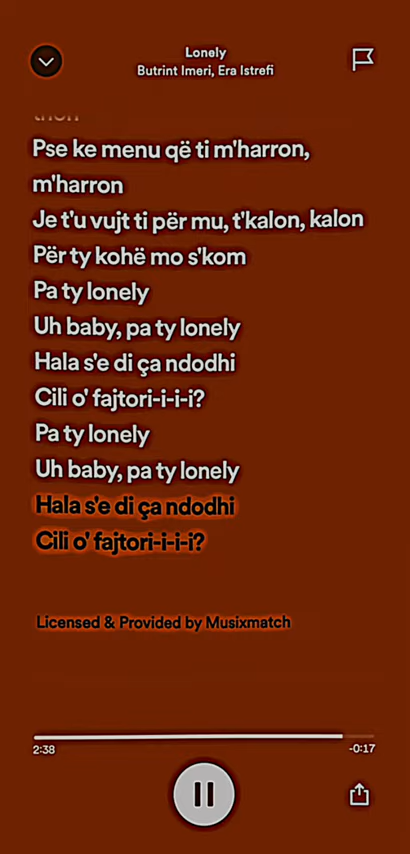 Lonely
Butrint Imeri, Era Istrefi
Pse ke menu që ti m'harron,
m'harron
Je t'u vujt ti për mu, t'kalon, kalon
Për ty kohë mo s'kom
Pa ty lonely
Uh baby, pa ty lonely
Hala s'e di ça ndodhi
Cili o' fajtori-i-i-i?
Pa ty lonely
Uh baby, pa ty lonely
Hala s'e di ça ndodhi
Cili o' fajtori-i-i-i?
Licensed & Provided by Musixmatch
2:38
-0:17